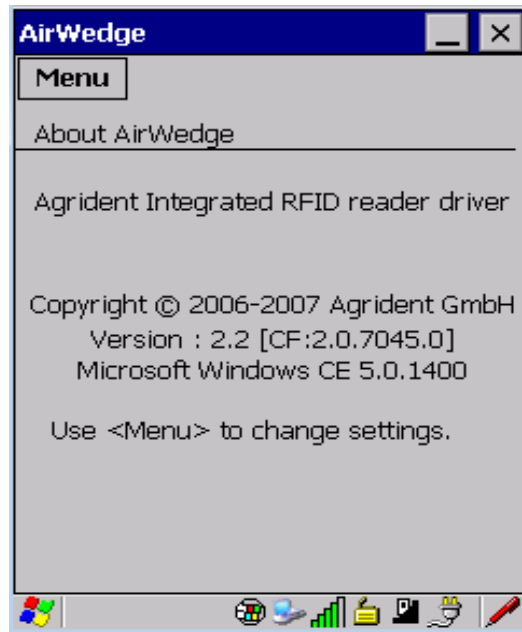 AirWedge
Menu
About AirWedge
Agrident Integrated RFID reader driver
Copyright © 2006-2007 Agrident GmbH
Version : 2.2 [CF:2.0.7045.0]
Microsoft Windows CE 5.0.1400
Use <Menu> to change settings.